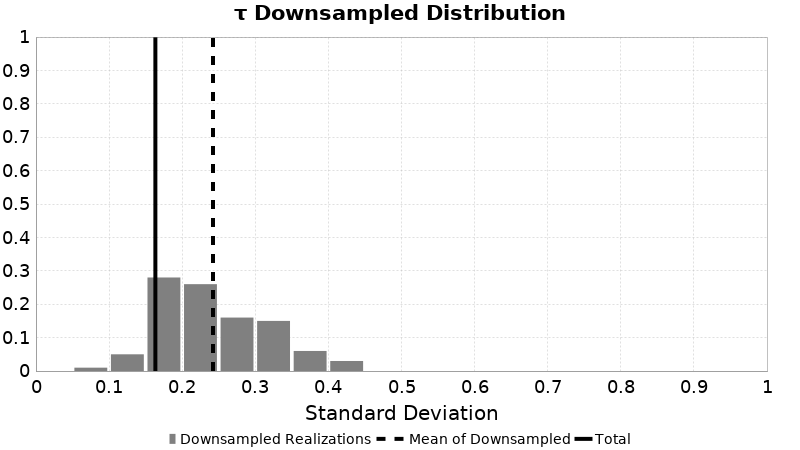 τ Downsampled Distribution
1
0.9
0.8
0.7
0.6
0.5
0.4
0.3
0.2
0.1
0
0 0.1 0.2 0.3 0.4 0.5 0.6 0.7 0.8 0.9 1
Standard Deviation
Downsampled Realizations Mean of Downsampled Total